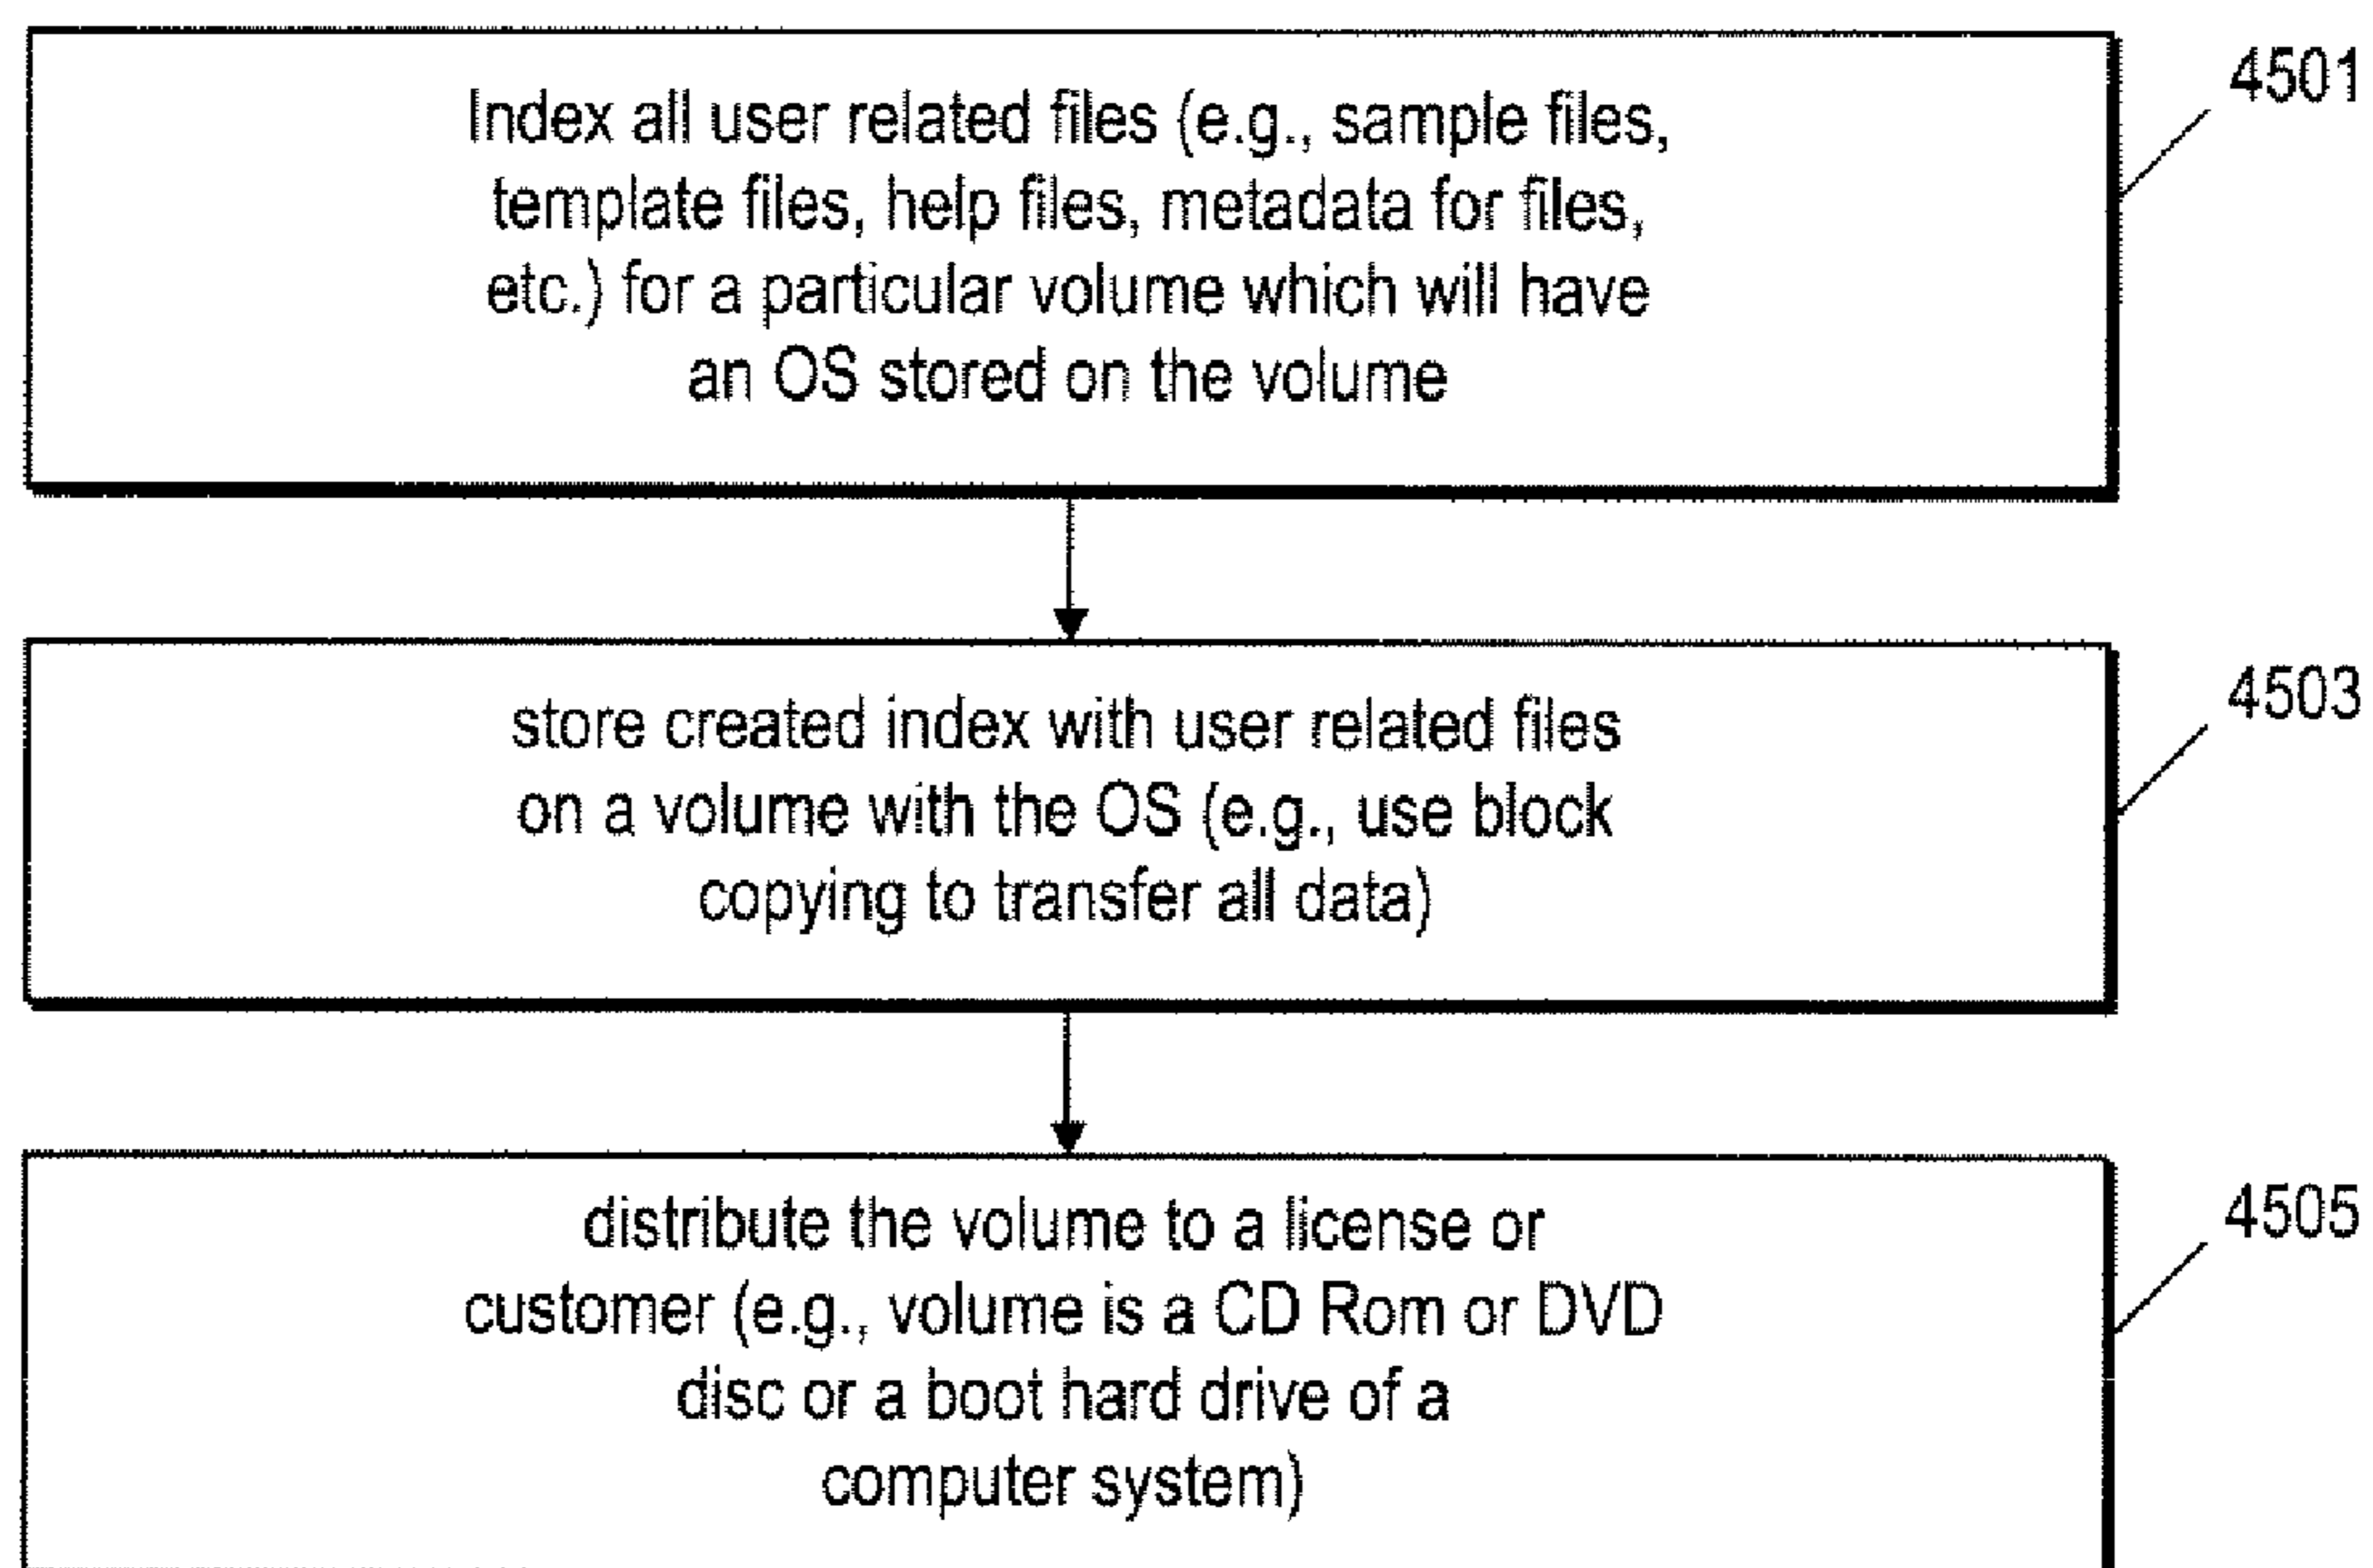 Index all user related files (e.g., sample files,
template files, help files, metadata for files,
etc.) for a particular volume which will have
an OS stored on the volume
4501
store created index with user related files
on a volume with the OS (e.g., use block
copying to transfer all data)
4503
distribute the volume to a license or
customer (e.g., volume is a CD Rom or DVD
disc or a boot hard drive of a
computer system)
4505